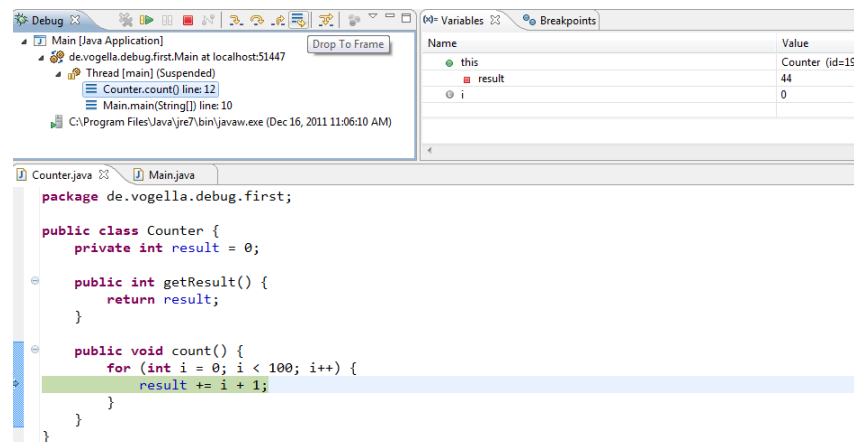 Debug
Drop To Frame
Main [Java Application]
de.vogella.debug.first.Main at localhost:51447
Thread [main] (Suspended)
Counter.count() line: 12
Main.main(String[]) line: 10
C:\Program Files\Java\jre7\bin\javaw.exe (Dec 16, 2011 11:06:10 AM)
(x)= Variables Breakpoints
Name Value
this Counter (id=19
result 44
i 0
Counter.java Main.java
package de.vogella.debug.first;
public class Counter {
private int result = 0;
public int getResult() {
return result;
}
public void count() {
for (int i = 0; i < 100; i++) {
result += i + 1;
}
}
}